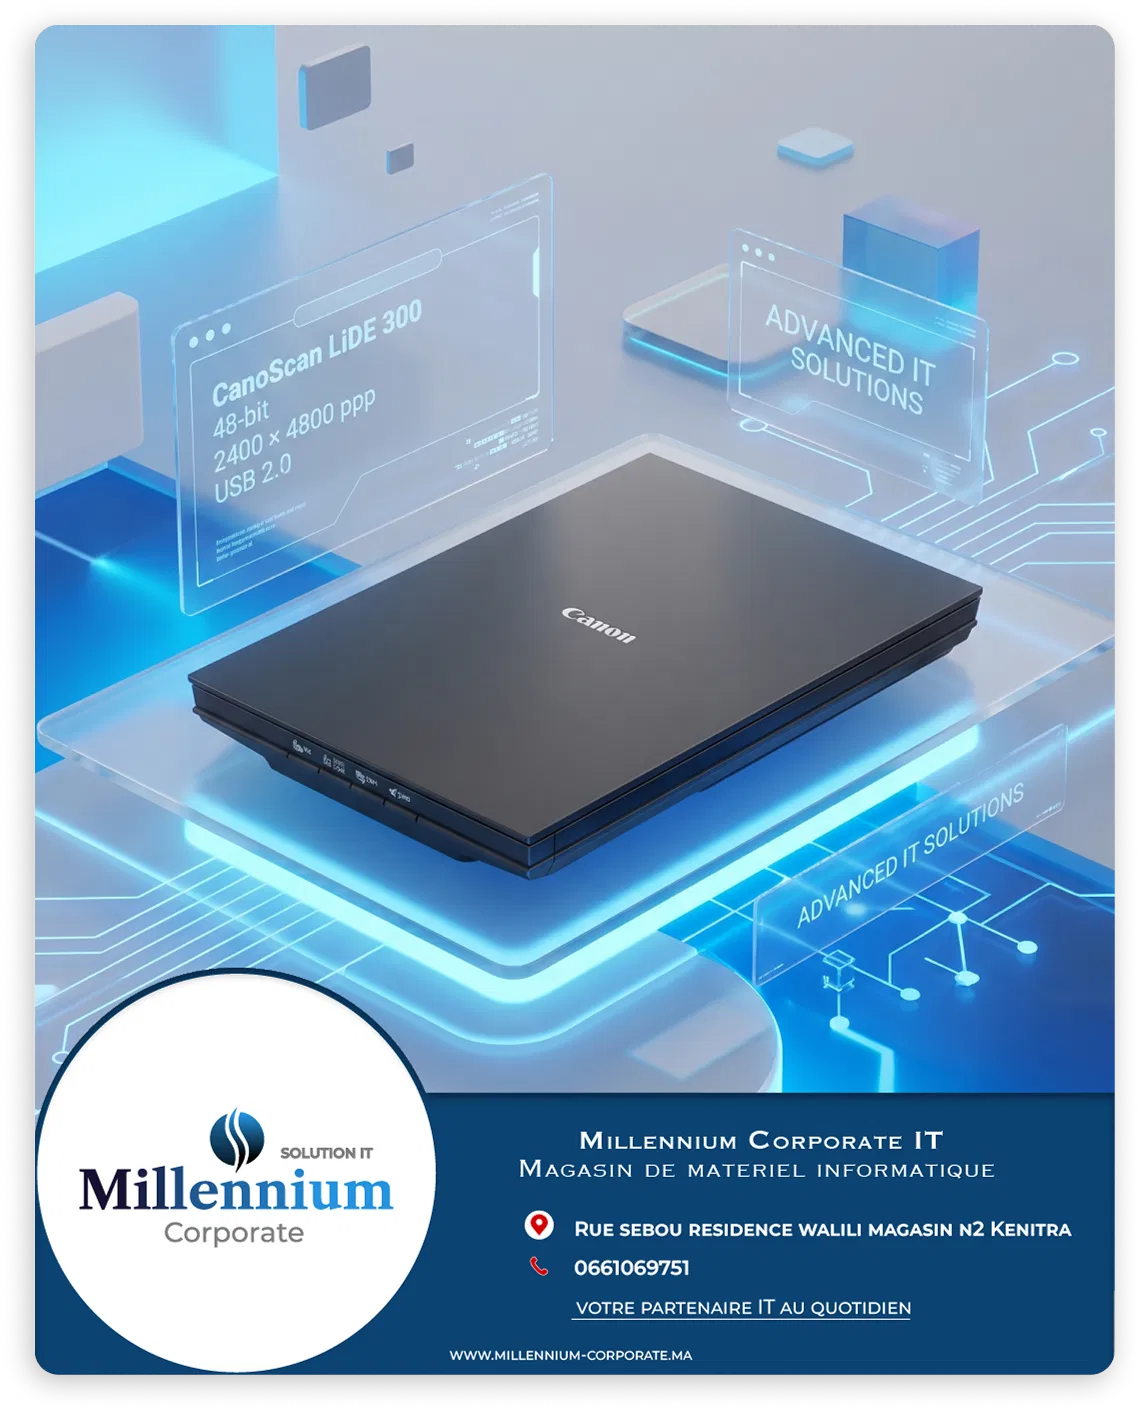 CanoScan LiDE 300
48-bit
2400 × 4800 ppp
USB 2.0
ADVANCED IT
SOLUTIONS
Canon
ADVANCED IT SOLUTIONS
SOLUTION IT
Millennium
Corporate
Millennium Corporate IT
Magasin de materiel informatique
Rue sebou residence walili magasin n2 Kenitra
0661069751
votre partenaire IT au quotidien
www.millennium-corporate.ma